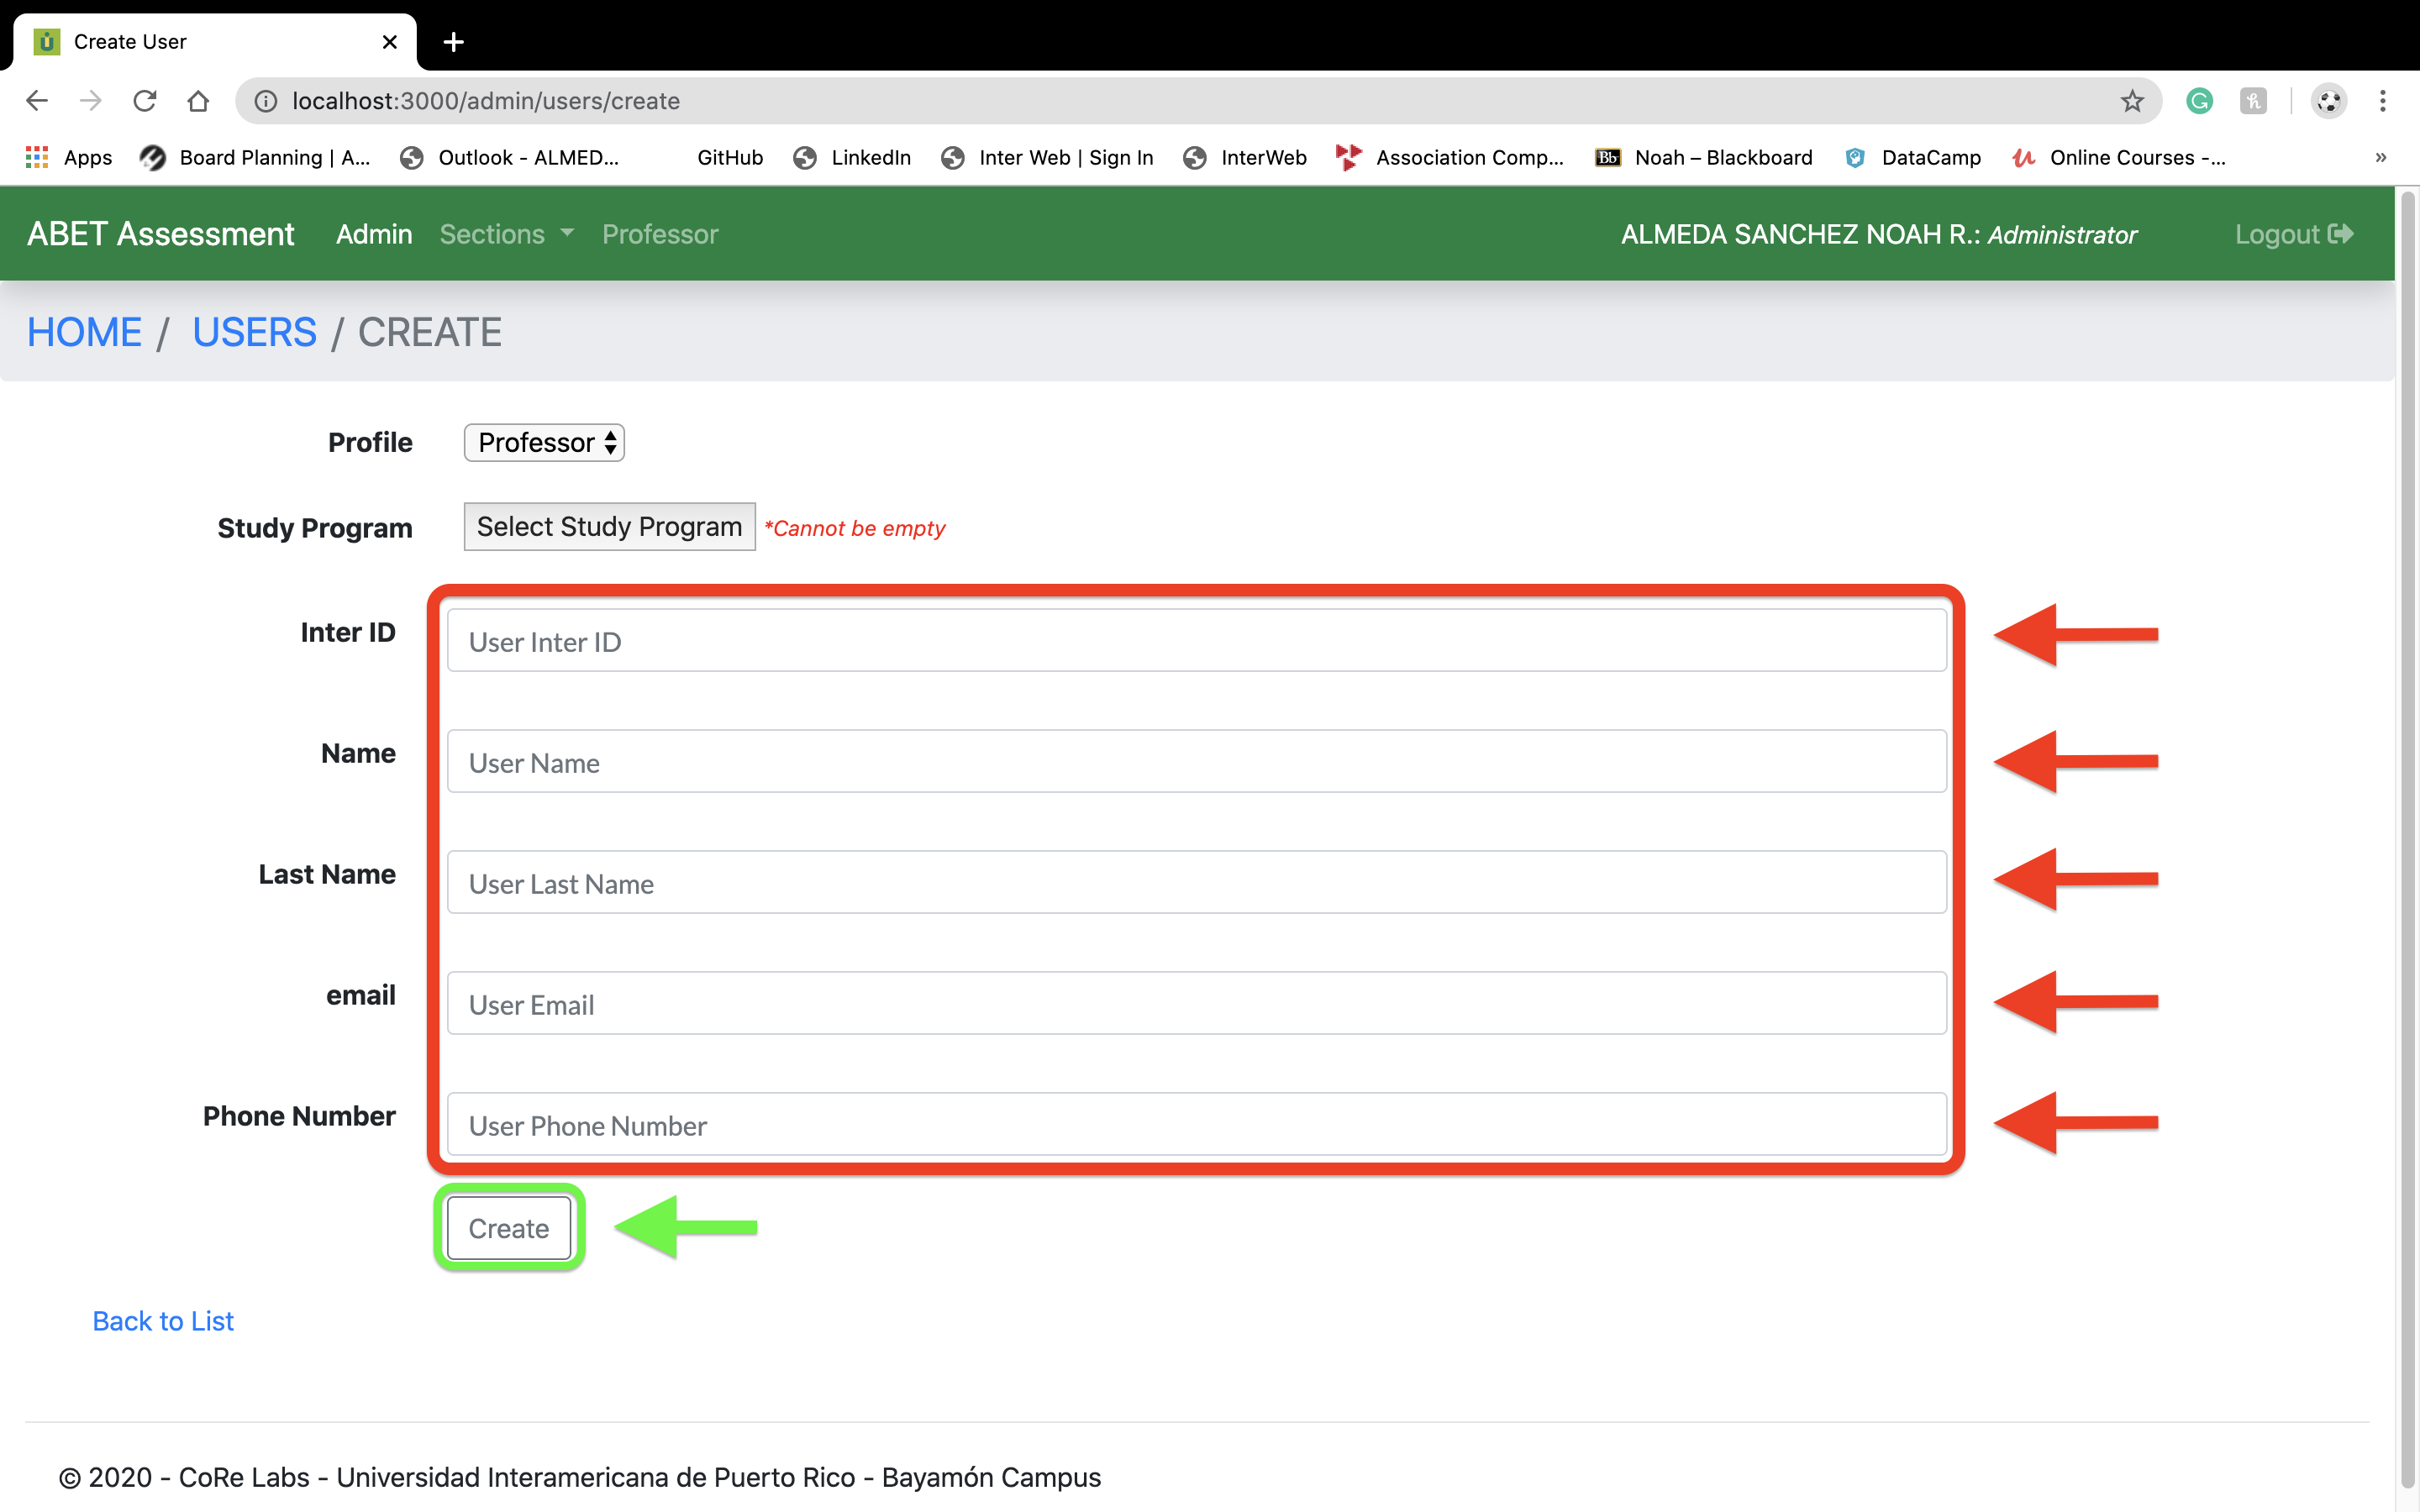 Create User
localhost:3000/admin/users/create
Apps Board Planning | A... Outlook - ALMED... GitHub LinkedIn Inter Web | Sign In InterWeb Association Comp... Bb Noah – Blackboard DataCamp Online Courses -... »
ABET Assessment Admin Sections Professor ALMEDA SANCHEZ NOAH R.: Administrator Logout
HOME / USERS / CREATE
Profile Professor
Study Program Select Study Program *Cannot be empty
Inter ID User Inter ID
Name User Name
Last Name User Last Name
email User Email
Phone Number User Phone Number
Create
Back to List
© 2020 - CoRe Labs - Universidad Interamericana de Puerto Rico - Bayamón Campus